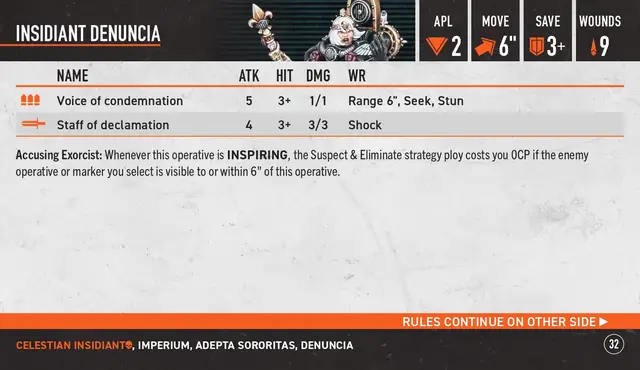 INSIDIANT DENUNCIA
APL 2
MOVE 6"
SAVE 3+
WOUNDS 9
NAME ATK HIT DMG WR
Voice of condemnation 5 3+ 1/1 Range 6", Seek, Stun
Staff of declamation 4 3+ 3/3 Shock
Accusing Exorcist: Whenever this operative is INSPIRING, the Suspect & Eliminate strategy ploy costs you 0CP if the enemy
operative or marker you select is visible to or within 6" of this operative.
RULES CONTINUE ON OTHER SIDE ▶
CELESTIAN INSIDIANT, IMPERIUM, ADEPTA SORORITAS, DENUNCIA
32